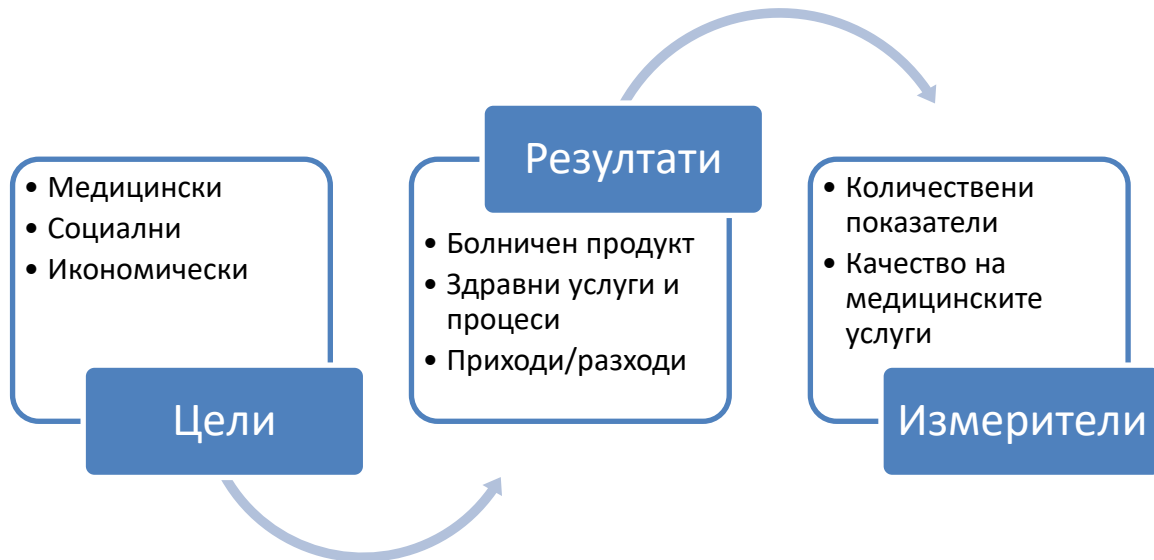 • Медицински
• Социални
• Икономически
Цели
Резултати
• Болничен продукт
• Здравни услуги и
процеси
• Приходи/разходи
• Количествени
показатели
• Качество на
медицинските
услуги
Измерители